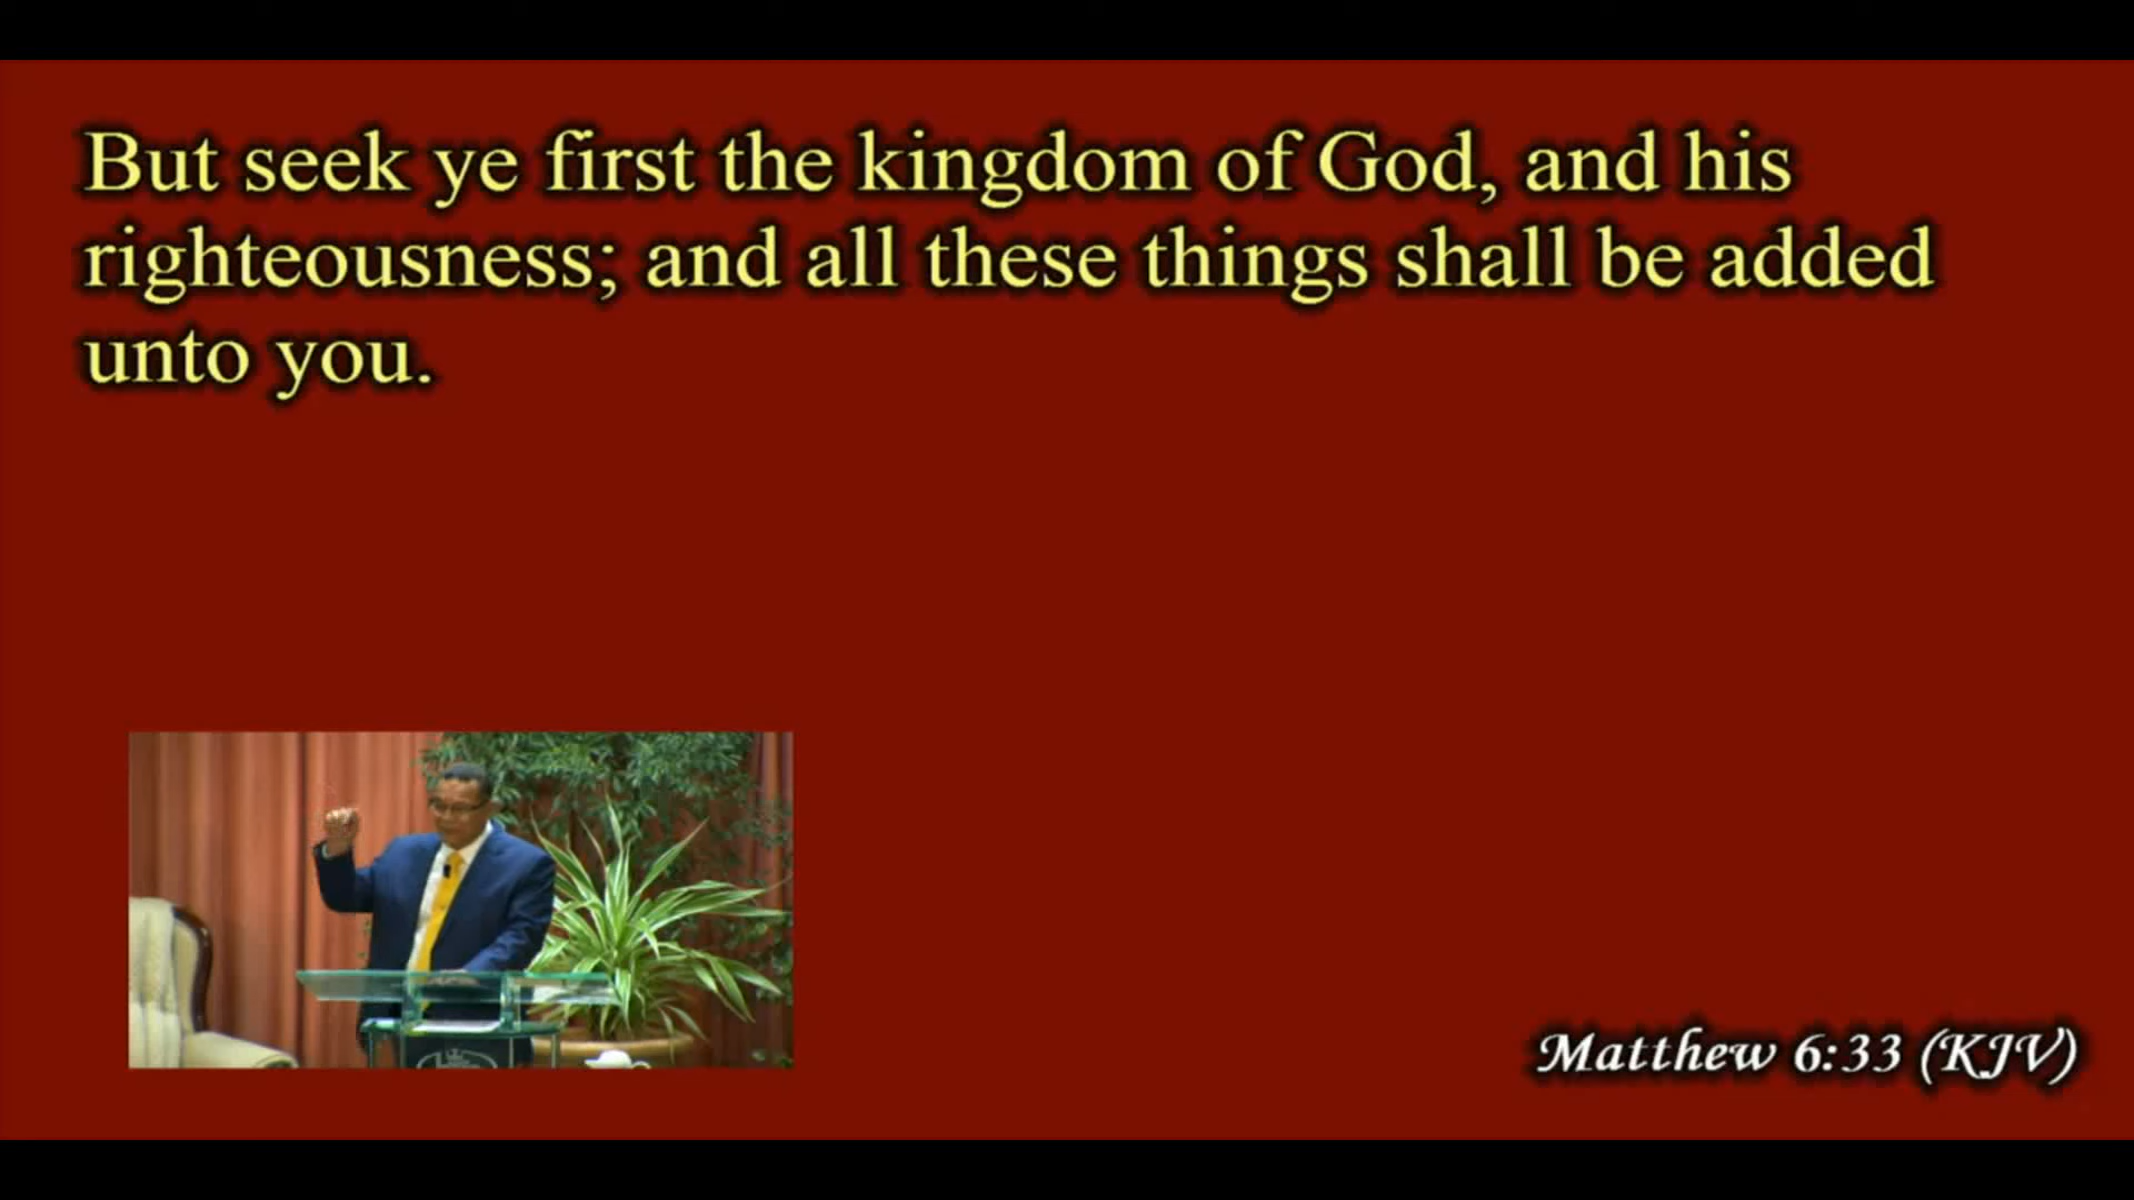 But seek ye first the kingdom of God, and his
righteousness; and all these things shall be added
unto you.
Matthew 6:33 (KJV)